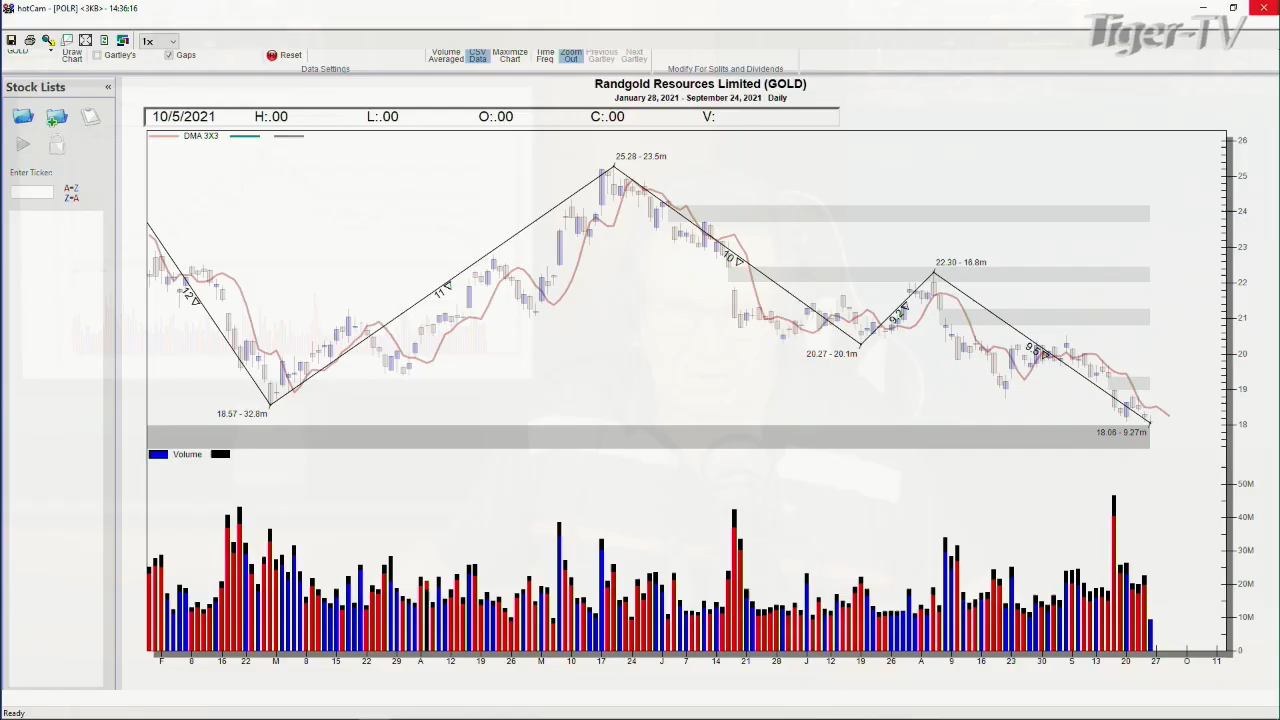 hotCam - [POLR] <3KB> - 14:36:16
Tiger-TV
1x
GOLD
Draw Chart
Gartley's
Gaps
Reset
Data Settings
Volume Averaged
CSV Data
Maximize Chart
Time Freq
Zoom Out
Previous Gartley
Next Gartley
Modify For Splits and Dividends
Stock Lists «
Enter Ticker:
A=Z
Z=A
Randgold Resources Limited (GOLD)
January 28, 2021 - September 24, 2021 Daily
10/5/2021 H:.00 L:.00 O:.00 C:.00 V:
DMA 3X3
25.28 - 23.5m
22.30 - 16.8m
20.27 - 20.1m
18.57 - 32.8m
18.06 - 9.27m
26
25
24
23
22
21
20
19
18
Volume
50M
40M
30M
20M
10M
0
F 8 16 22 M 8 15 22 29 A 12 19 26 M 10 17 24 J 7 14 21 28 J 12 19 26 A 9 16 23 30 S 13 20 27 O 11
Ready